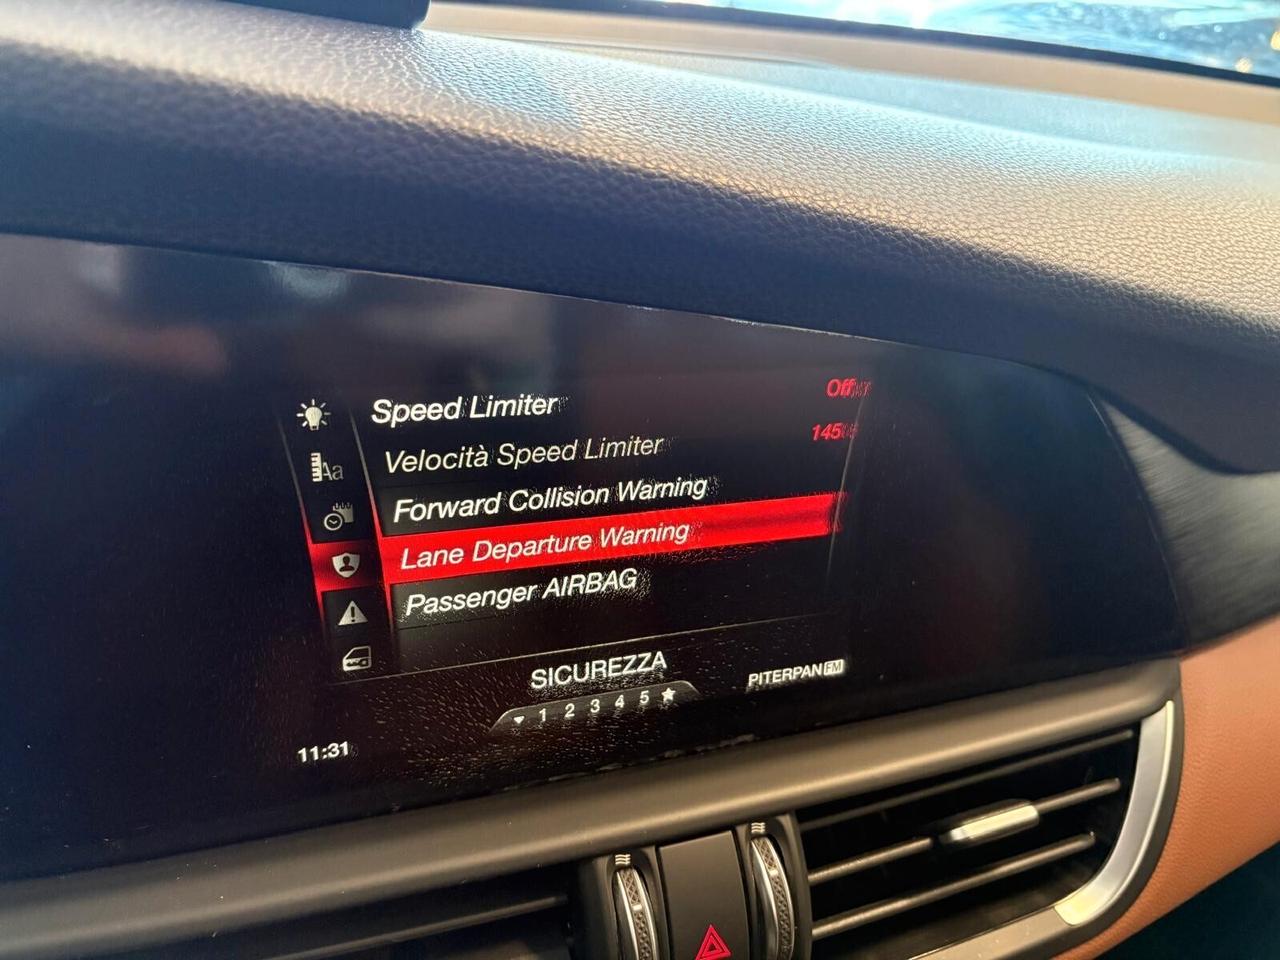 Speed Limiter Off
Velocità Speed Limiter 145
Forward Collision Warning
Lane Departure Warning
Passenger AIRBAG
Aa
SICUREZZA
PITERPAN FM
1 2 3 4 5
11:31